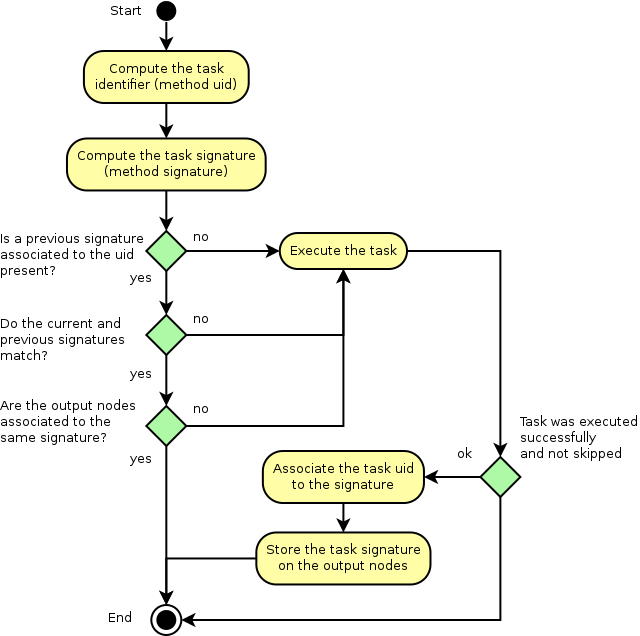 Start
Compute the task
identifier (method uid)
Compute the task signature
(method signature)
Is a previous signature
associated to the uid
present?
no
Execute the task
yes
Do the current and
previous signatures
match?
no
yes
Are the output nodes
associated to the
same signature?
no
yes
Task was executed
successfully
and not skipped
ok
Associate the task uid
to the signature
Store the task signature
on the output nodes
End